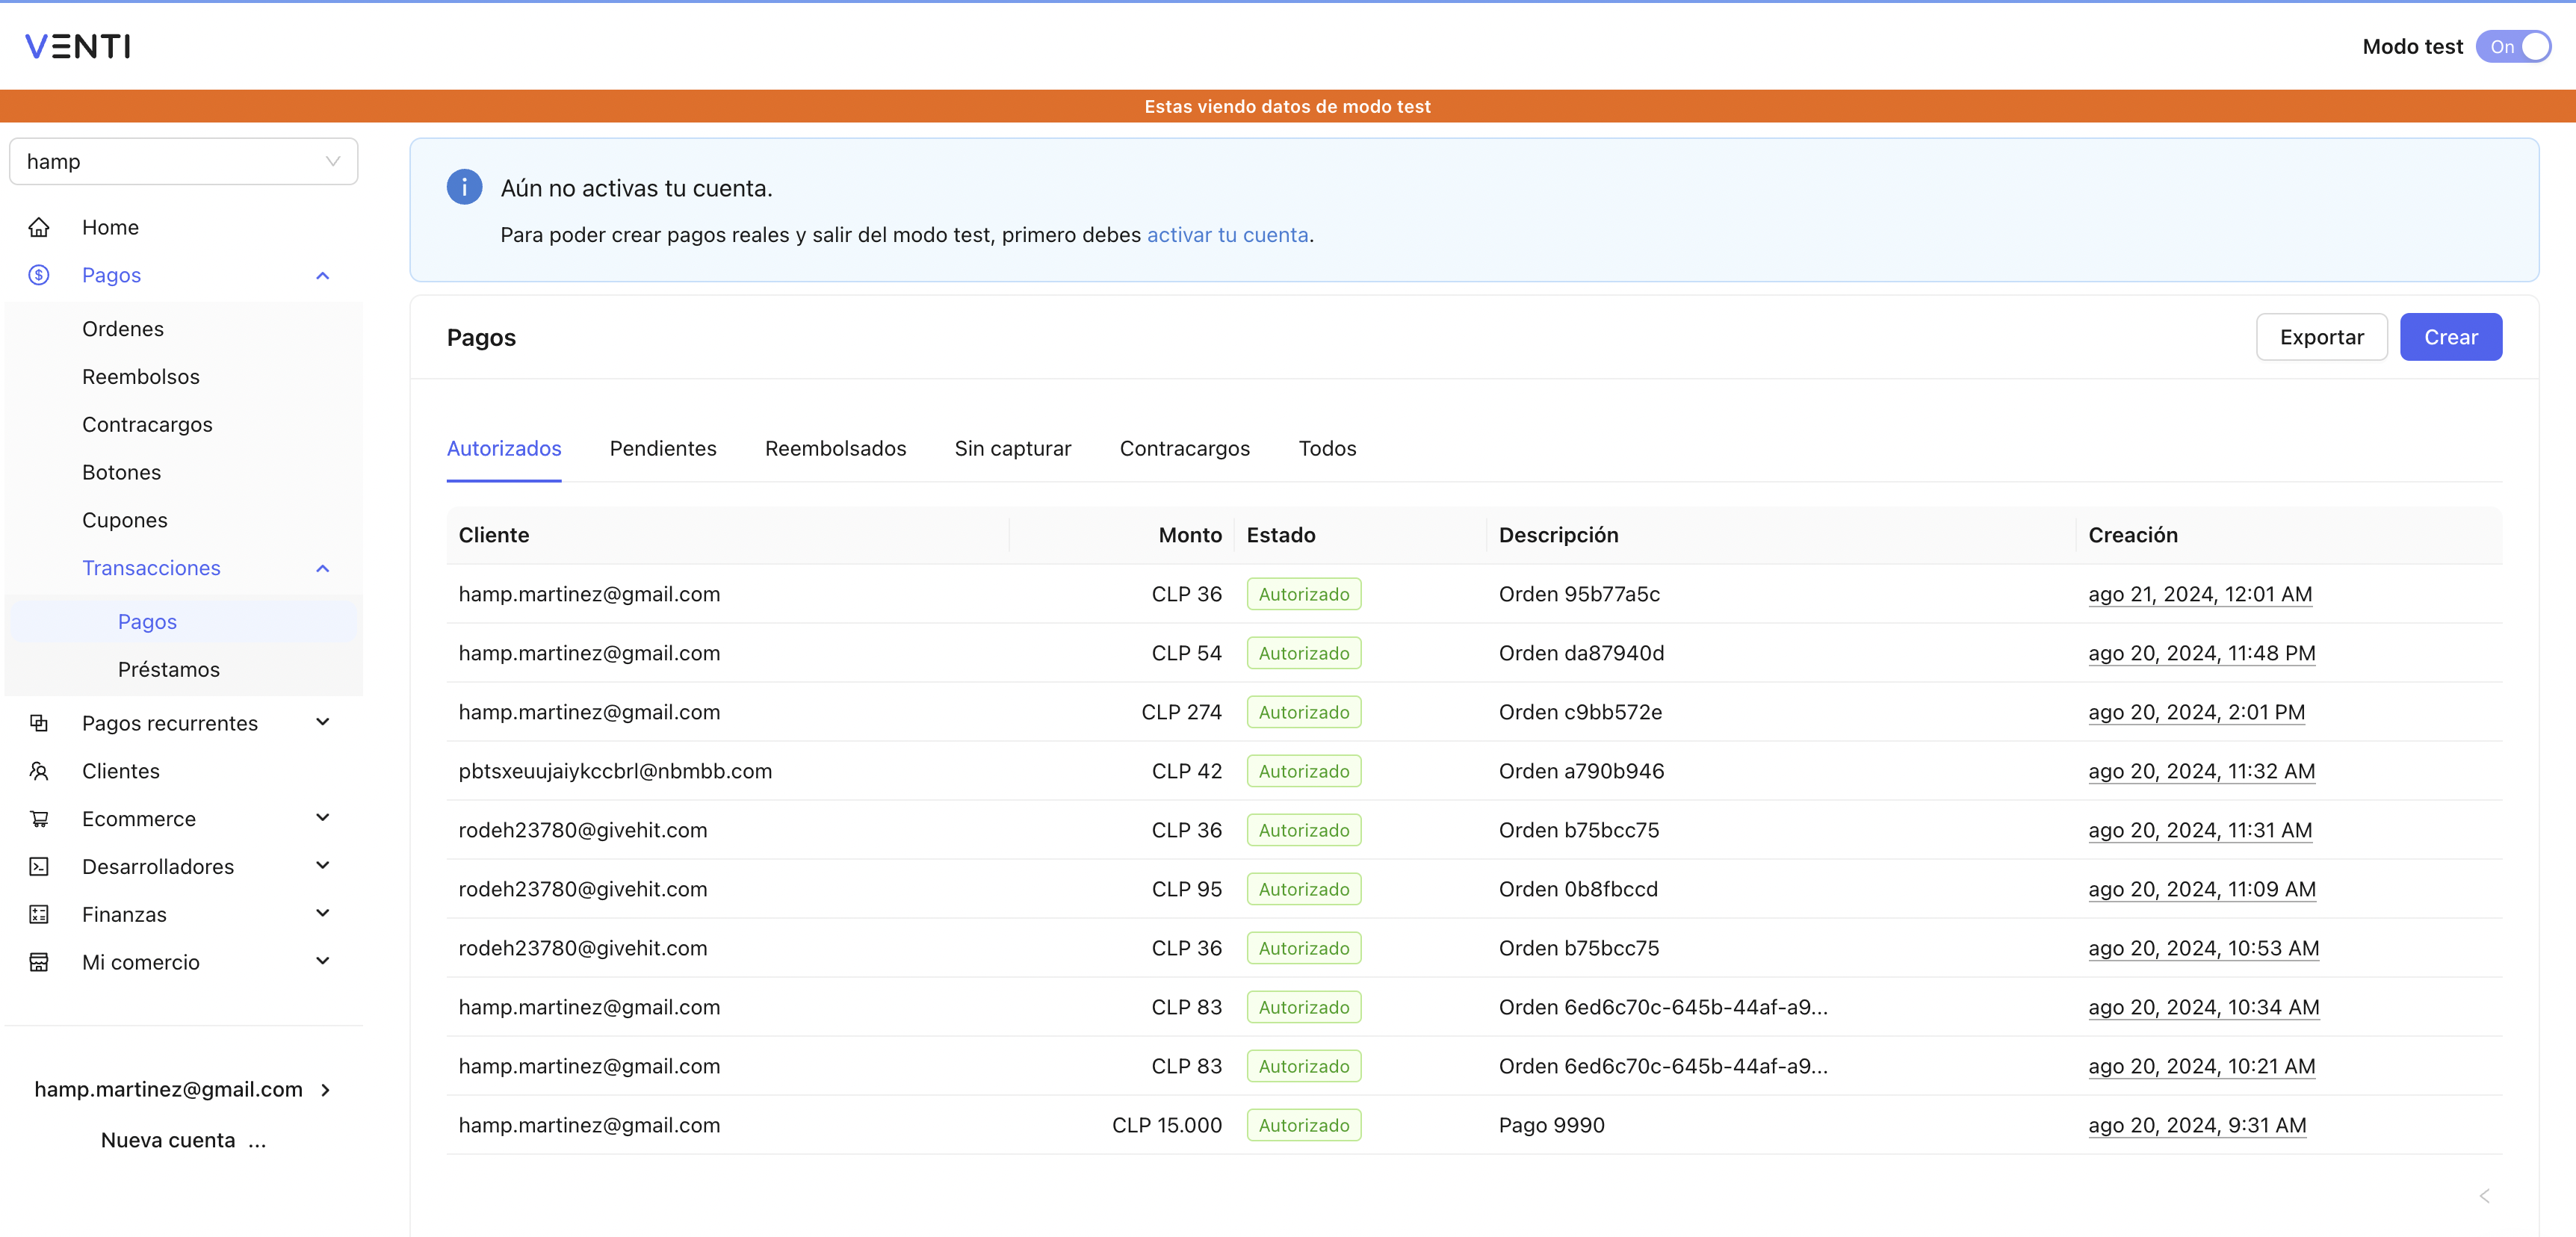 VENTI
Modo test On
Estas viendo datos de modo test
hamp
Home
Pagos
Ordenes
Reembolsos
Contracargos
Botones
Cupones
Transacciones
Pagos
Préstamos
Pagos recurrentes
Clientes
Ecommerce
Desarrolladores
Finanzas
Mi comercio
hamp.martinez@gmail.com
Nueva cuenta ...
Aún no activas tu cuenta.
Para poder crear pagos reales y salir del modo test, primero debes activar tu cuenta.
Pagos Exportar Crear
Autorizados Pendientes Reembolsados Sin capturar Contracargos Todos
Cliente Monto Estado Descripción Creación
hamp.martinez@gmail.com CLP 36 Autorizado Orden 95b77a5c ago 21, 2024, 12:01 AM
hamp.martinez@gmail.com CLP 54 Autorizado Orden da87940d ago 20, 2024, 11:48 PM
hamp.martinez@gmail.com CLP 274 Autorizado Orden c9bb572e ago 20, 2024, 2:01 PM
pbtsxeuujaiykccbrl@nbmbb.com CLP 42 Autorizado Orden a790b946 ago 20, 2024, 11:32 AM
rodeh23780@givehit.com CLP 36 Autorizado Orden b75bcc75 ago 20, 2024, 11:31 AM
rodeh23780@givehit.com CLP 95 Autorizado Orden 0b8fbccd ago 20, 2024, 11:09 AM
rodeh23780@givehit.com CLP 36 Autorizado Orden b75bcc75 ago 20, 2024, 10:53 AM
hamp.martinez@gmail.com CLP 83 Autorizado Orden 6ed6c70c-645b-44af-a9... ago 20, 2024, 10:34 AM
hamp.martinez@gmail.com CLP 83 Autorizado Orden 6ed6c70c-645b-44af-a9... ago 20, 2024, 10:21 AM
hamp.martinez@gmail.com CLP 15.000 Autorizado Pago 9990 ago 20, 2024, 9:31 AM